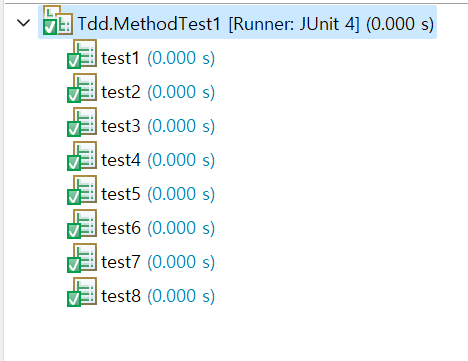 Tdd.MethodTest1 [Runner: JUnit 4] (0.000 s)
test1 (0.000 s)
test2 (0.000 s)
test3 (0.000 s)
test4 (0.000 s)
test5 (0.000 s)
test6 (0.000 s)
test7 (0.000 s)
test8 (0.000 s)